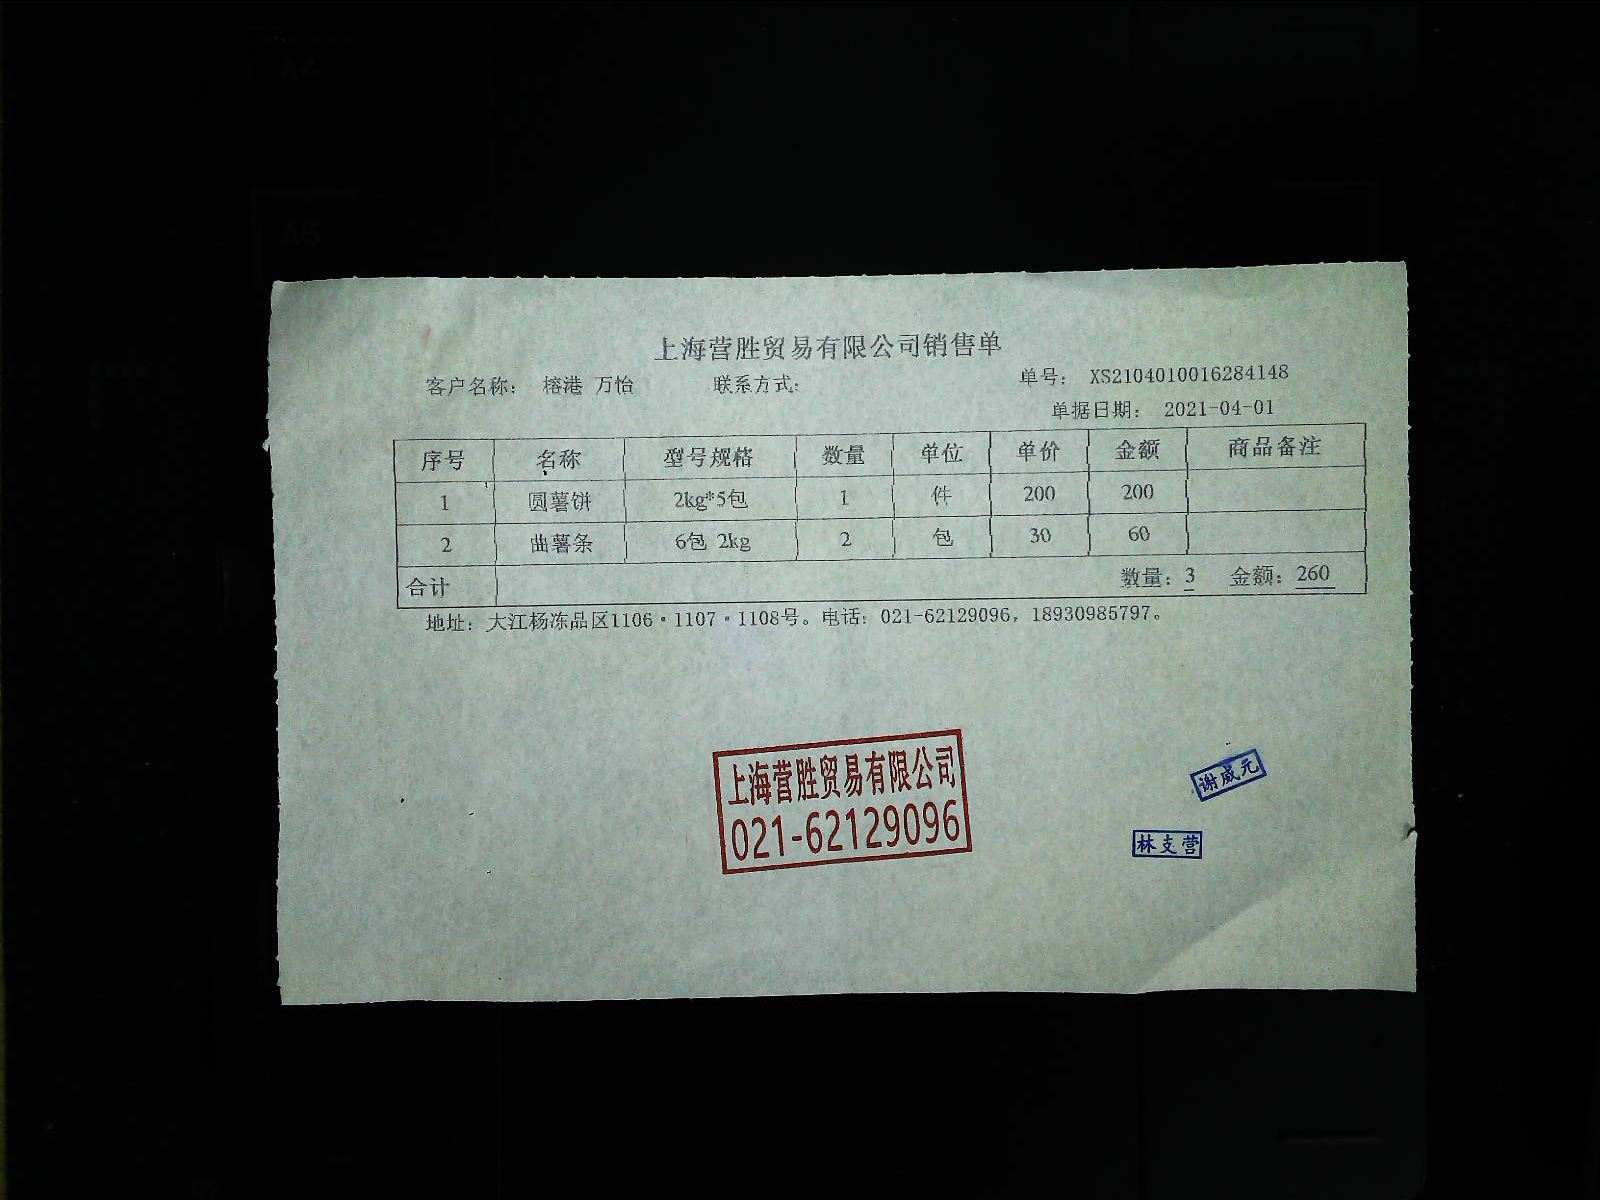 上海营胜贸易有限公司销售单
客户名称： 榕港 万怡 联系方式： 单号： XS2104010016284148
单据日期： 2021-04-01
序号 名称 型号规格 数量 单位 单价 金额 商品备注
1 圆薯饼 2kg*5包 1 件 200 200
2 曲薯条 6包 2kg 2 包 30 60
合计 数量：3 金额：260
地址：大江杨冻品区1106·1107·1108号。电话：021-62129096，18930985797。
上海营胜贸易有限公司
021-62129096
谢威元
林支营